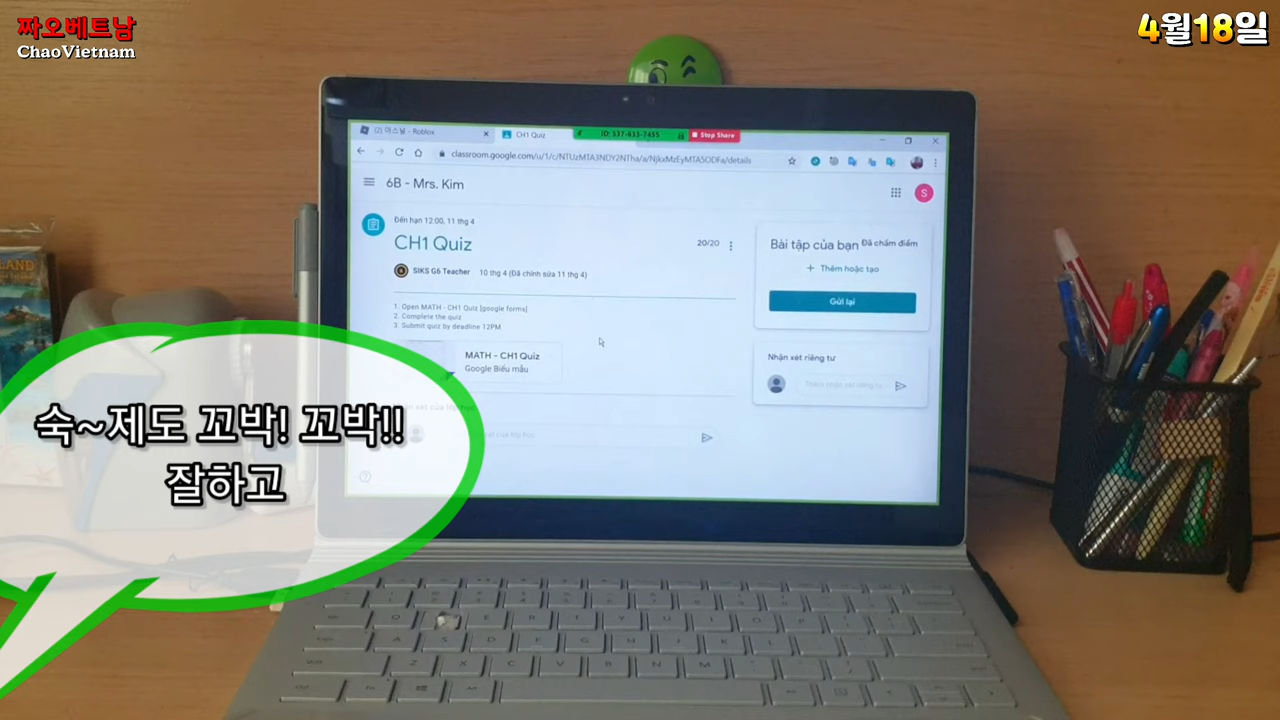 짜오베트남
ChaoVietnam
4월18일
CH1 Quiz
ID: 537-633-7455
Stop Share
6B - Mrs. Kim
S
Đến hạn 12:00, 11 thg 4
CH1 Quiz
20/20
SIKS G6 Teacher 10 thg 4 (Đã chỉnh sửa 11 thg 4)
1. Open MATH - CH1 Quiz [google forms]
2. Complete the quiz
3. Submit quiz by deadline 12PM
MATH - CH1 Quiz
Google Biểu mẫu
Bài tập của bạn Đã chấm điểm
+ Thêm hoặc tạo
Gửi lại
Nhận xét riêng tư
숙~제도 꼬박! 꼬박!!
잘하고